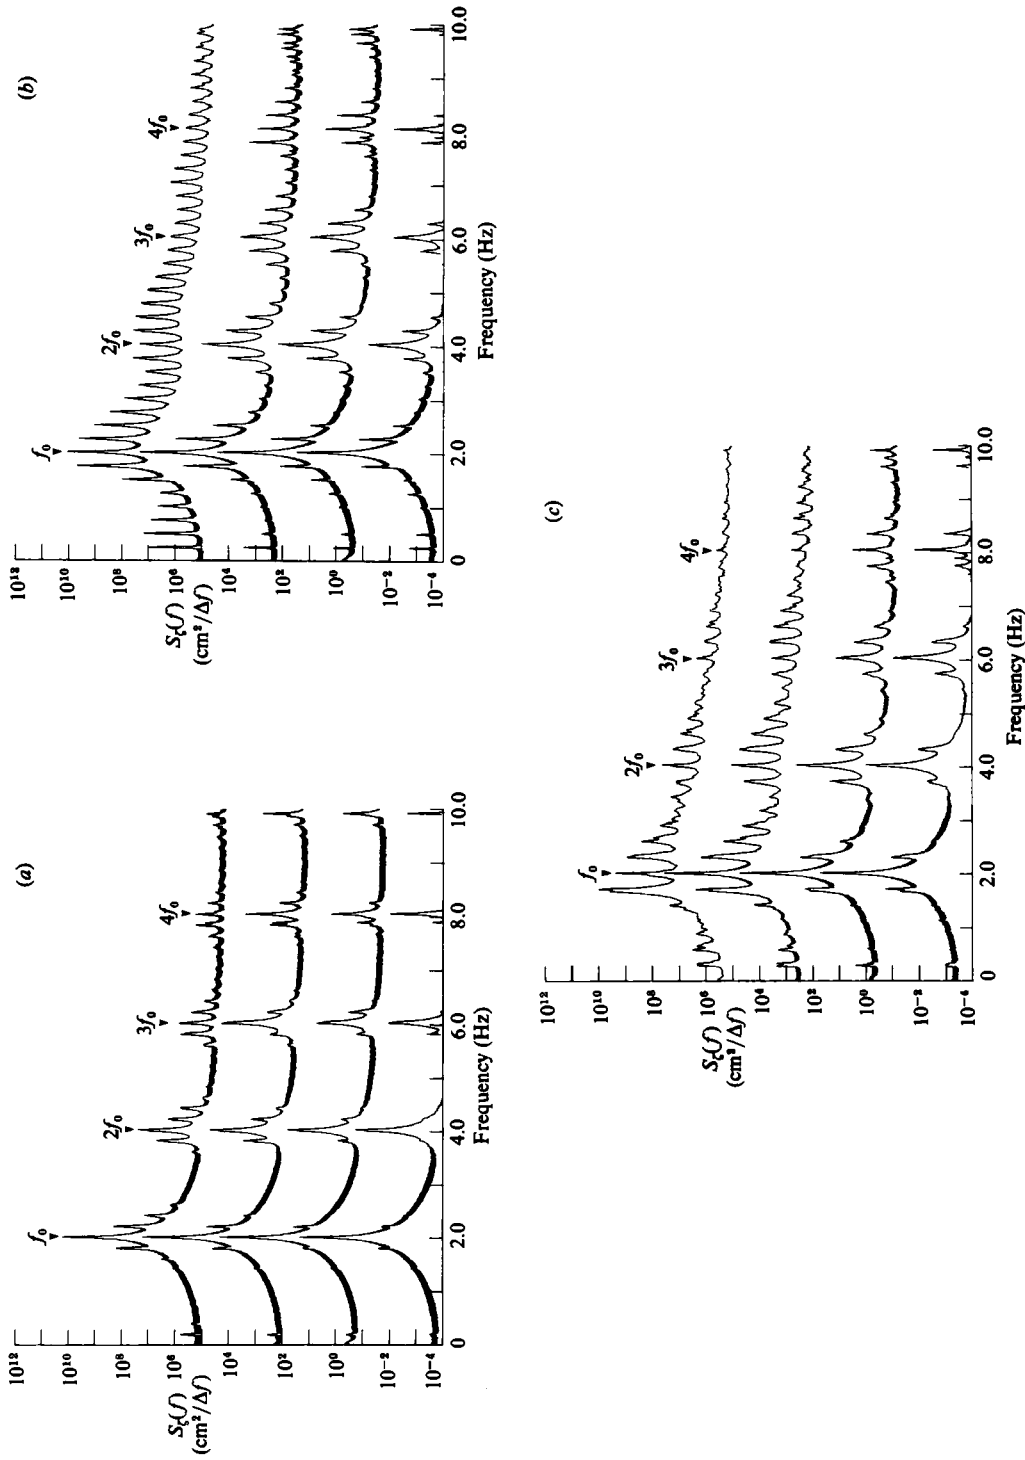 (a)
10¹²
10¹⁰
10⁸
10⁶
10⁴
10²
10⁰
10⁻²
10⁻⁴
Sζ(f)
(cm²/Δf)
f₀
2f₀
3f₀
4f₀
0
2.0
4.0
6.0
8.0
10.0
Frequency (Hz)
(b)
10¹²
10¹⁰
10⁸
10⁶
10⁴
10²
10⁰
10⁻²
10⁻⁴
Sζ(f)
(cm²/Δf)
f₀
2f₀
3f₀
4f₀
0
2.0
4.0
6.0
8.0
10.0
Frequency (Hz)
(c)
10¹²
10¹⁰
10⁸
10⁶
10⁴
10²
10⁰
10⁻²
10⁻⁴
Sζ(f)
(cm²/Δf)
f₀
2f₀
3f₀
4f₀
0
2.0
4.0
6.0
8.0
10.0
Frequency (Hz)